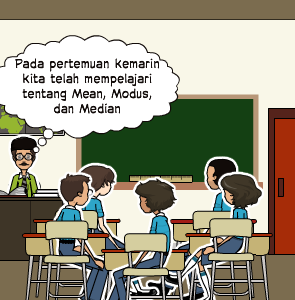 Pada pertemuan kemarin
kita telah mempelajari
tentang Mean, Modus,
dan Median